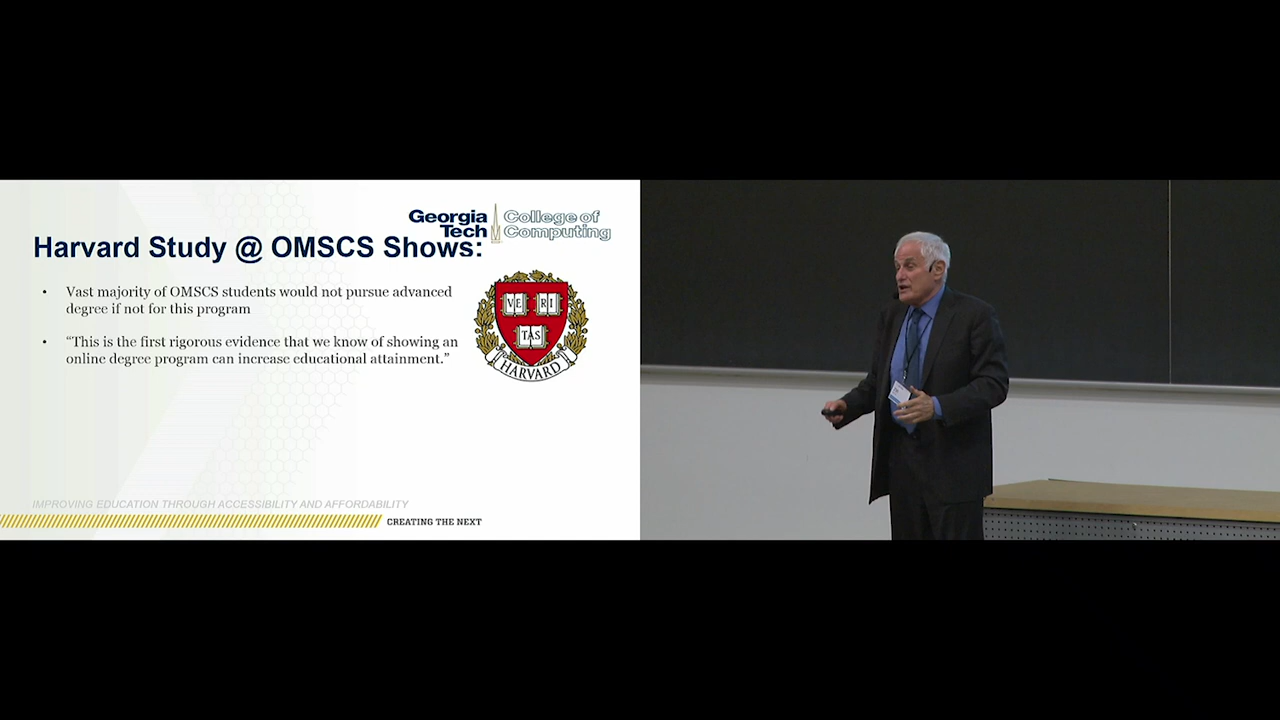 Georgia Tech
College of Computing
Harvard Study @ OMSCS Shows:
• Vast majority of OMSCS students would not pursue advanced
degree if not for this program
• “This is the first rigorous evidence that we know of showing an
online degree program can increase educational attainment.”
VE RI
TAS
HARVARD
IMPROVING EDUCATION THROUGH ACCESSIBILITY AND AFFORDABILITY
CREATING THE NEXT